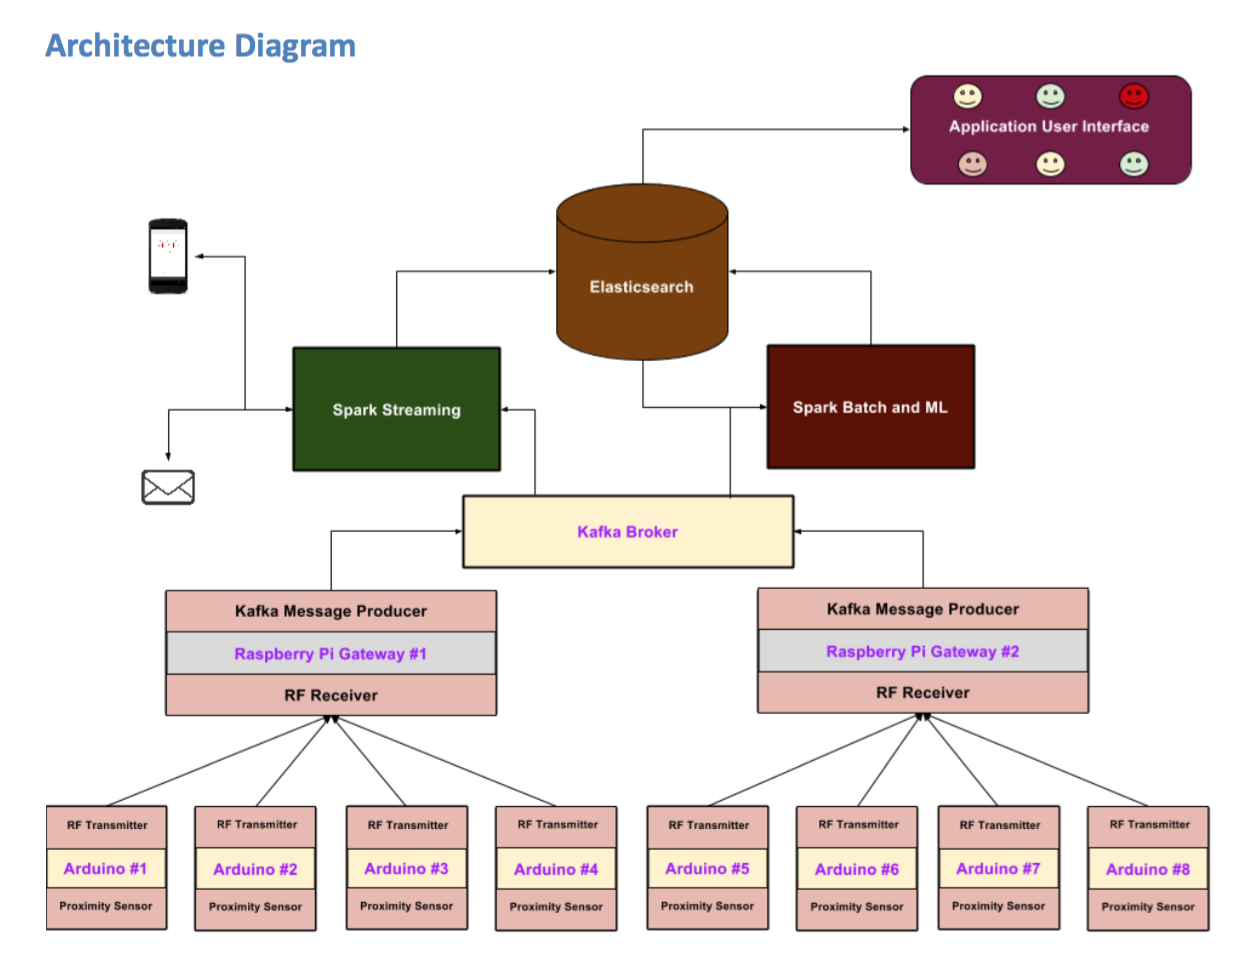 Architecture Diagram
Application User Interface
Elasticsearch
Spark Streaming
Spark Batch and ML
Kafka Broker
Kafka Message Producer
Raspberry Pi Gateway #1
RF Receiver
Kafka Message Producer
Raspberry Pi Gateway #2
RF Receiver
RF Transmitter
Arduino #1
Proximity Sensor
RF Transmitter
Arduino #2
Proximity Sensor
RF Transmitter
Arduino #3
Proximity Sensor
RF Transmitter
Arduino #4
Proximity Sensor
RF Transmitter
Arduino #5
Proximity Sensor
RF Transmitter
Arduino #6
Proximity Sensor
RF Transmitter
Arduino #7
Proximity Sensor
RF Transmitter
Arduino #8
Proximity Sensor